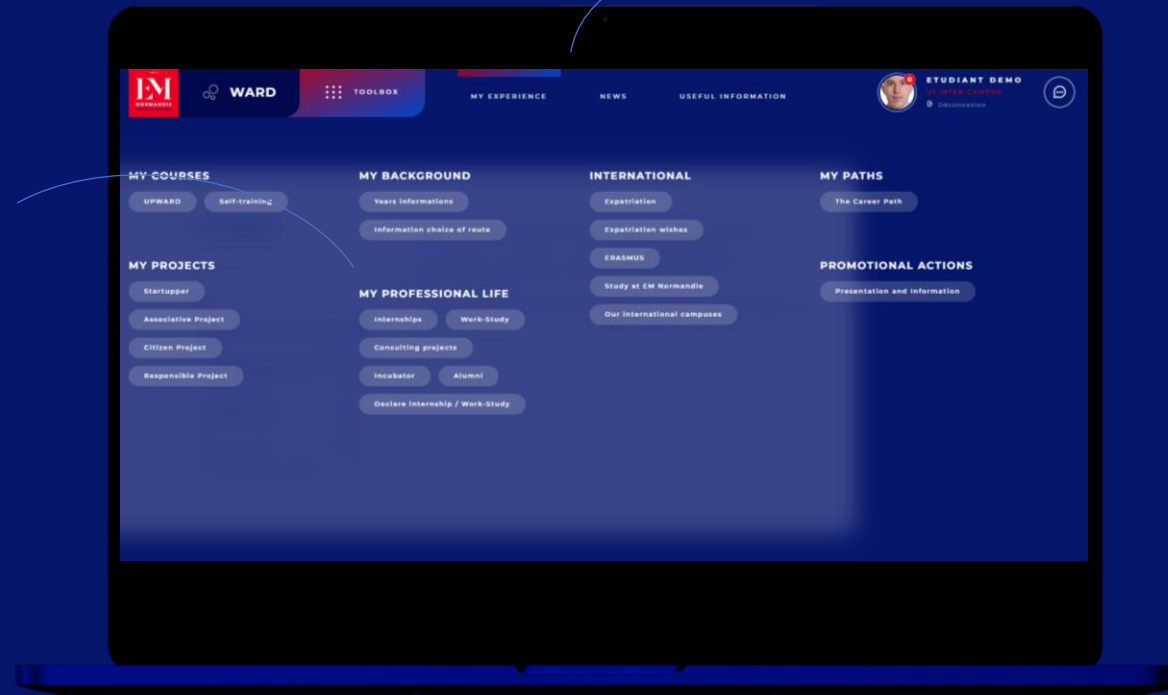 EM
NORMANDIE
WARD
TOOLBOX
MY EXPERIENCE
NEWS
USEFUL INFORMATION
ETUDIANT DEMO
UI INTER-CAMPUS
Déconnexion
MY COURSES
UPWARD
Self-training
MY PROJECTS
Startupper
Associative Project
Citizen Project
Responsible Project
MY BACKGROUND
Years informations
Information choice of route
MY PROFESSIONAL LIFE
Internships
Work-Study
Consulting projects
Incubator
Alumni
Declare internship / Work-Study
INTERNATIONAL
Expatriation
Expatriation wishes
ERASMUS
Study at EM Normandie
Our international campuses
MY PATHS
The Career Path
PROMOTIONAL ACTIONS
Presentation and Information